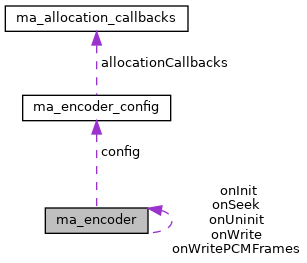 ma_allocation_callbacks
allocationCallbacks
ma_encoder_config
config
ma_encoder
onInit
onSeek
onUninit
onWrite
onWritePCMFrames